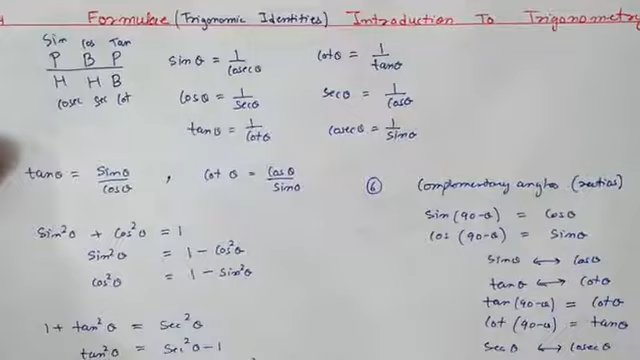 Formulae (Trigonomic Identities) Introduction To Trigonometry
Sin Cos Tan
P B P
H H B
Cosec Sec Cot
sinθ = 1/cosecθ
cosθ = 1/secθ
tanθ = 1/cotθ
cotθ = 1/tanθ
secθ = 1/cosθ
cosecθ = 1/sinθ
tanθ = sinθ/cosθ , cot θ = cosθ/sinθ
sin²θ + cos²θ = 1
sin²θ = 1 - cos²θ
cos²θ = 1 - sin²θ
1 + tan²θ = sec²θ
tan²θ = sec²θ - 1
⑥ Complementary angles (ratios)
sin (90-θ) = cosθ
cos (90-θ) = sinθ
sinθ ⟷ cosθ
tanθ ⟷ cotθ
tan (90-θ) = cotθ
cot (90-θ) = tanθ
secθ ⟷ cosecθ